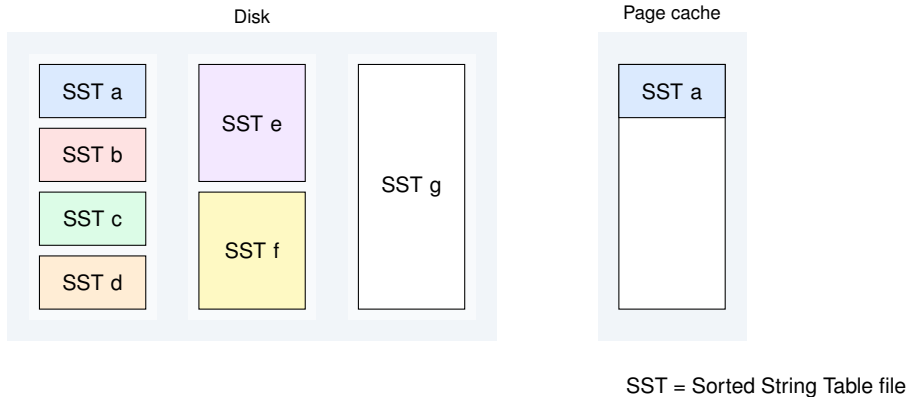 Disk
SST a
SST b
SST c
SST d
SST e
SST f
SST g
Page cache
SST a
SST = Sorted String Table file